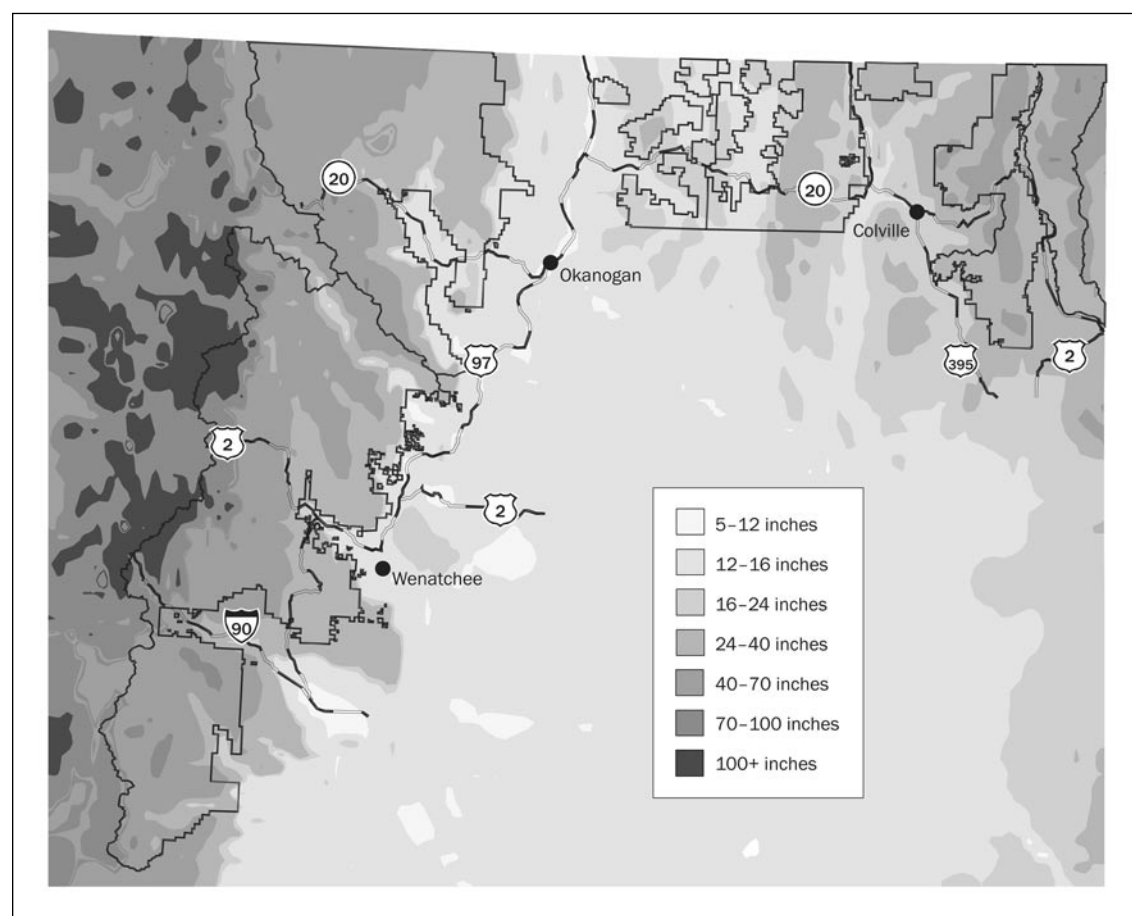 20
20
Colville
Okanogan
97
395
2
2
2
Wenatchee
90
5–12 inches
12–16 inches
16–24 inches
24–40 inches
40–70 inches
70–100 inches
100+ inches